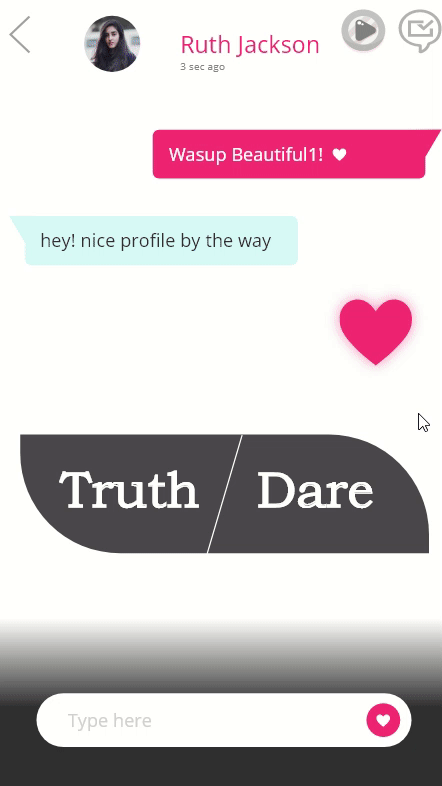 Ruth Jackson
3 sec ago
Wasup Beautiful1!
hey! nice profile by the way
Truth Dare
Type here